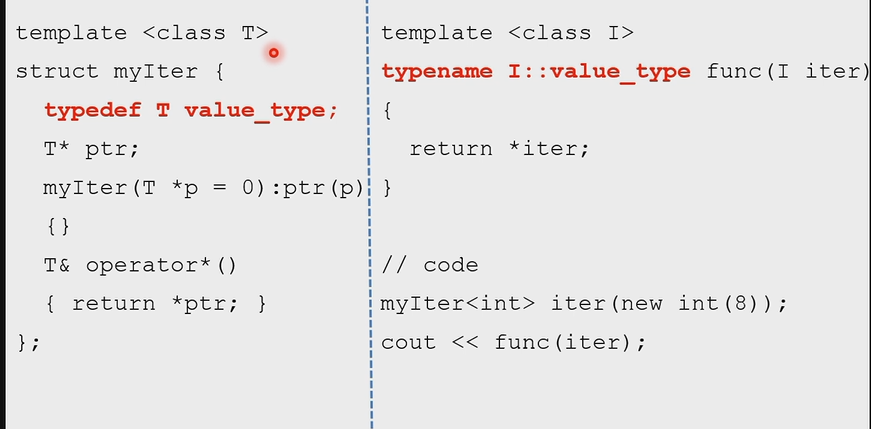 template <class T>
struct myIter {
typedef T value_type;
T* ptr;
myIter(T *p = 0):ptr(p)
{}
T& operator*()
{ return *ptr; }
};
template <class I>
typename I::value_type func(I iter)
{
return *iter;
}
// code
myIter<int> iter(new int(8));
cout << func(iter);